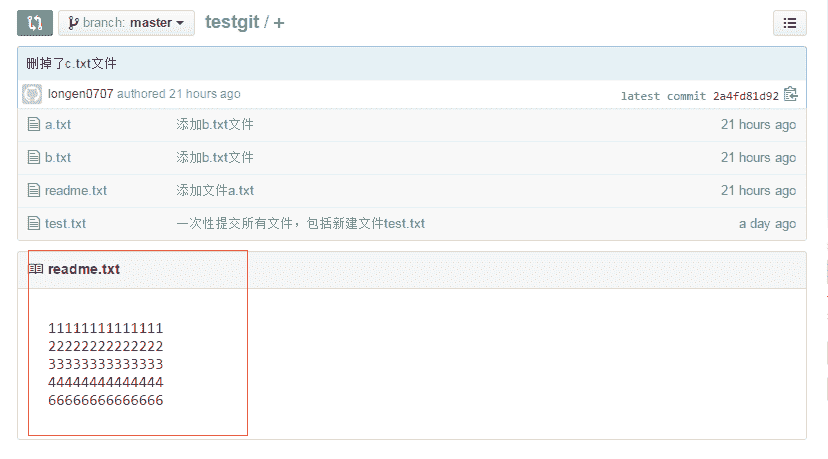 branch: master testgit / +
删掉了c.txt文件
longen0707 authored 21 hours ago latest commit 2a4fd81d92
a.txt 添加b.txt文件 21 hours ago
b.txt 添加b.txt文件 21 hours ago
readme.txt 添加文件a.txt 21 hours ago
test.txt 一次性提交所有文件，包括新建文件test.txt a day ago
readme.txt
11111111111111
22222222222222
33333333333333
44444444444444
66666666666666